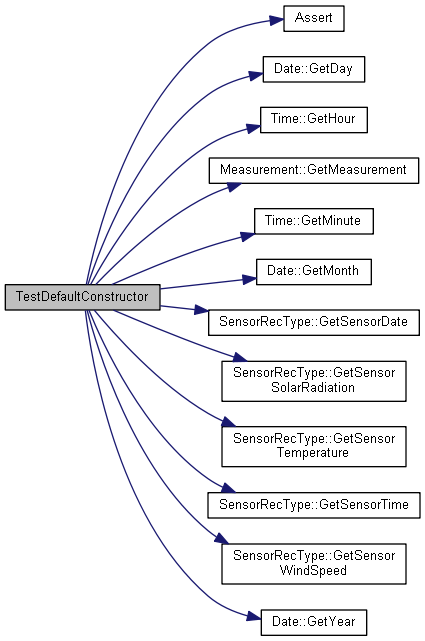 Assert
Date::GetDay
Time::GetHour
Measurement::GetMeasurement
Time::GetMinute
Date::GetMonth
TestDefaultConstructor
SensorRecType::GetSensorDate
SensorRecType::GetSensor
SolarRadiation
SensorRecType::GetSensor
Temperature
SensorRecType::GetSensorTime
SensorRecType::GetSensor
WindSpeed
Date::GetYear